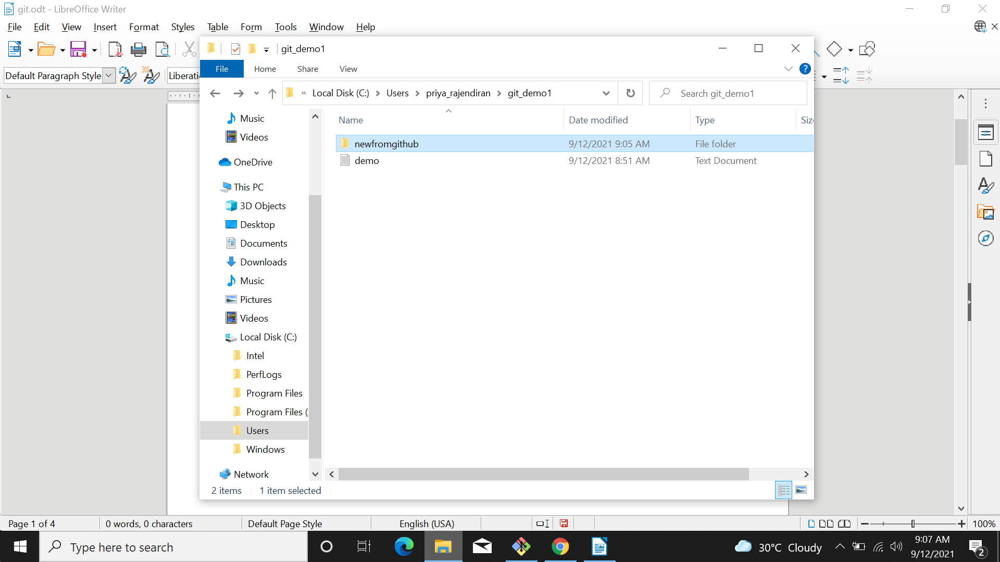 git.odt - LibreOffice Writer
File Edit View Insert Format Styles Table Form Tools Window Help
git_demo1
File Home Share View
Default Paragraph Style
Liberati
« Local Disk (C:) > Users > priya_rajendiran > git_demo1
Search git_demo1
Name Date modified Type Siz
newfromgithub 9/12/2021 9:05 AM File folder
demo 9/12/2021 8:51 AM Text Document
Music
Videos
OneDrive
This PC
3D Objects
Desktop
Documents
Downloads
Music
Pictures
Videos
Local Disk (C:)
Intel
PerfLogs
Program Files
Program Files (
Users
Windows
Network
2 items 1 item selected
Page 1 of 4 0 words, 0 characters Default Page Style English (USA) 100%
Type here to search
30°C Cloudy
9:07 AM
9/12/2021
2